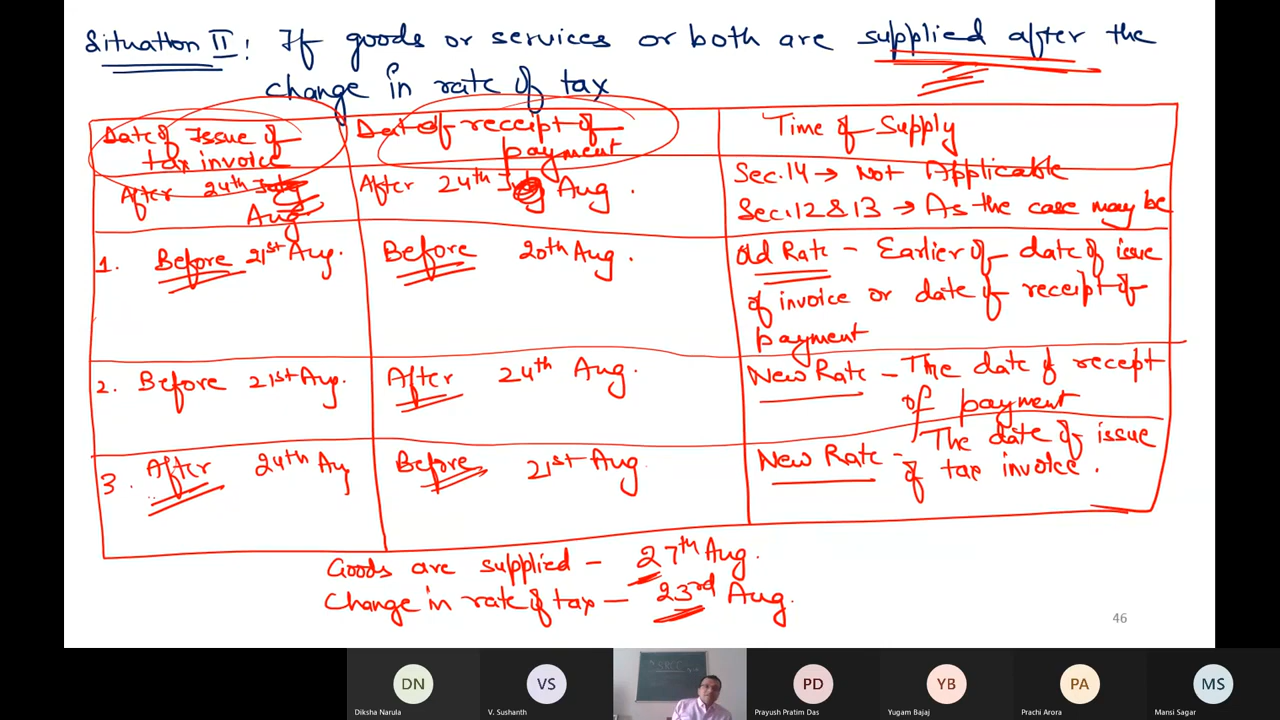 Situation II: If goods or services or both are supplied after the
change in rate of tax
Date of Issue of
tax invoice
Date of receipt of
payment
Time of Supply
After 24th
Aug
After 24th Aug.
Sec.14 → Not Applicable
Sec.12 & 13 → As the case may be
1. Before 21st Aug.
Before 20th Aug.
Old Rate - Earlier of date of issue
of invoice or date of receipt of
payment
2. Before 21st Aug.
After 24th Aug.
New Rate - The date of receipt
of payment
3. After 24th Aug
Before 21st Aug.
New Rate - The date of issue
of tax invoice.
Goods are supplied - 27th Aug.
Change in rate of tax - 23rd Aug.
46
DN
VS
PD
YB
PA
MS
Diksha Narula
V. Sushanth
Prayush Pratim Das
Yugam Bajaj
Prachi Arora
Mansi Sagar